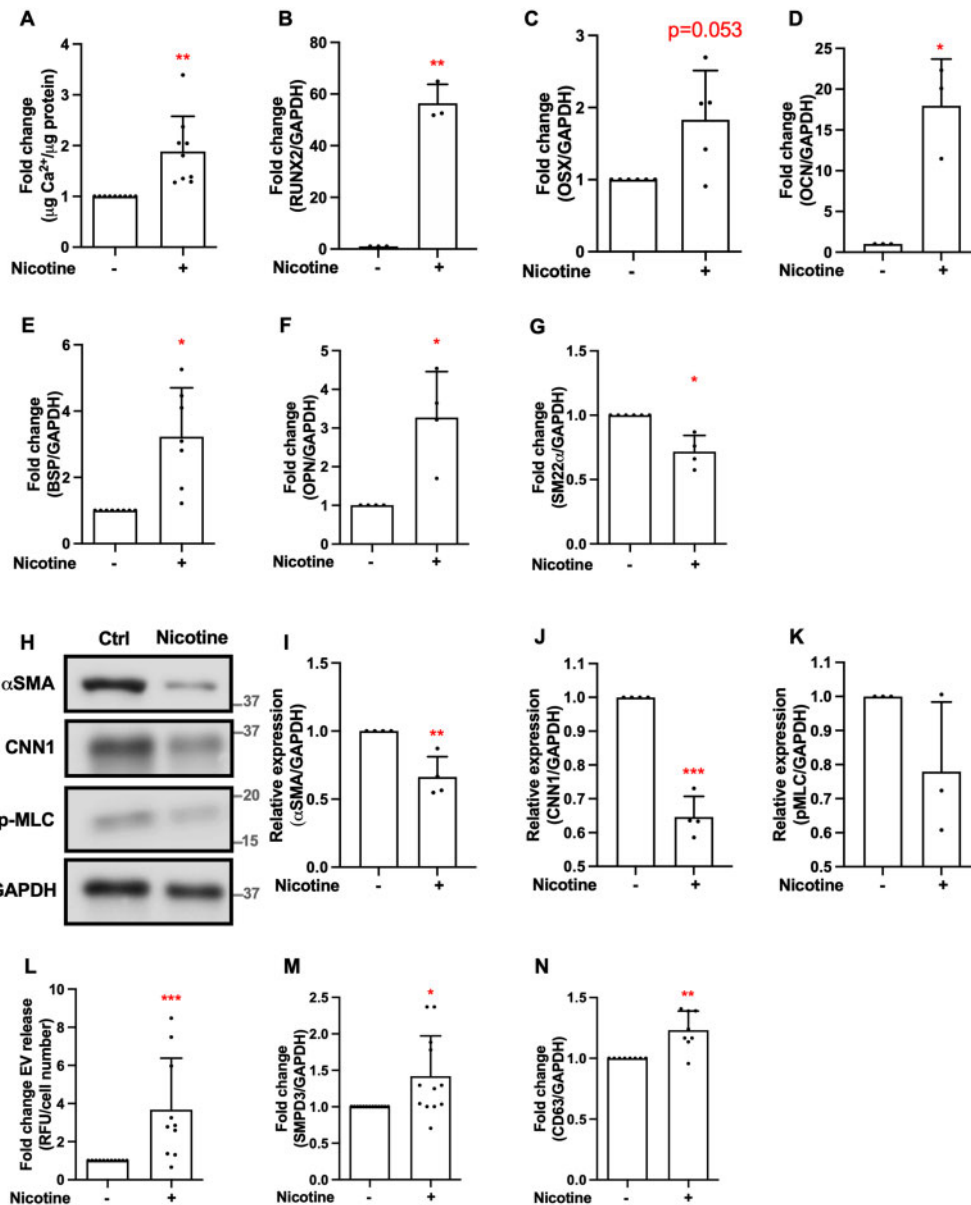 A
Fold change
(µg Ca²⁺/µg protein)
4
3
2
1
0
**
Nicotine - +
B
Fold change
(RUNX2/GAPDH)
80
60
40
20
0
**
Nicotine - +
C
Fold change
(OSX/GAPDH)
3
2
1
0
p=0.053
Nicotine - +
D
Fold change
(OCN/GAPDH)
25
20
15
10
5
0
*
Nicotine - +
E
Fold change
(BSP/GAPDH)
6
4
2
0
*
Nicotine - +
F
Fold change
(OPN/GAPDH)
5
4
3
2
1
0
*
Nicotine - +
G
Fold change
(SM22α/GAPDH)
1.5
1.0
0.5
0.0
*
Nicotine - +
H
Ctrl Nicotine
αSMA
37
CNN1
37
p-MLC
20
15
GAPDH
37
I
Relative expression
(αSMA/GAPDH)
1.5
1.0
0.5
0.0
**
Nicotine - +
J
Relative expression
(CNN1/GAPDH)
1.1
1.0
0.9
0.8
0.7
0.6
0.5
***
Nicotine - +
K
Relative expression
(pMLC/GAPDH)
1.1
1.0
0.9
0.8
0.7
0.6
0.5
Nicotine - +
L
Fold change EV release
(RFU/cell number)
10
8
6
4
2
0
***
Nicotine - +
M
Fold change
(SMPD3/GAPDH)
2.5
2.0
1.5
1.0
0.5
0.0
*
Nicotine - +
N
Fold change
(CD63/GAPDH)
1.5
1.0
0.5
0.0
**
Nicotine - +